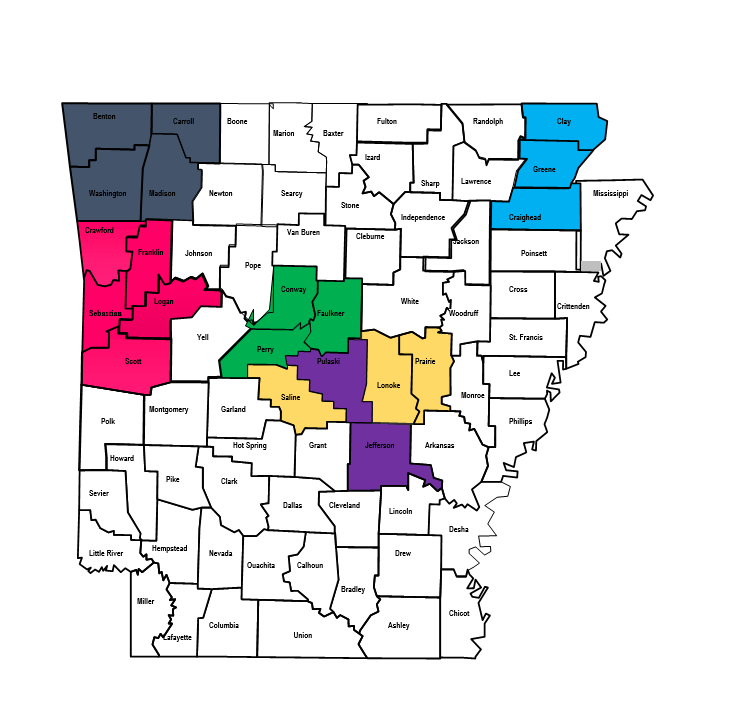 Benton
Carroll
Boone
Marion
Baxter
Fulton
Randolph
Clay
Izard
Sharp
Lawrence
Greene
Washington
Madison
Newton
Searcy
Stone
Independence
Craighead
Mississippi
Crawford
Franklin
Johnson
Van Buren
Cleburne
Jackson
Poinsett
Pope
Conway
Cross
Logan
White
Crittenden
Sebastian
Faulkner
Woodruff
Yell
Perry
St. Francis
Scott
Pulaski
Prairie
Lee
Saline
Lonoke
Monroe
Polk
Montgomery
Garland
Phillips
Hot Spring
Grant
Jefferson
Arkansas
Howard
Pike
Clark
Sevier
Dallas
Cleveland
Lincoln
Desha
Little River
Hempstead
Nevada
Ouachita
Calhoun
Drew
Bradley
Miller
Lafayette
Columbia
Union
Ashley
Chicot